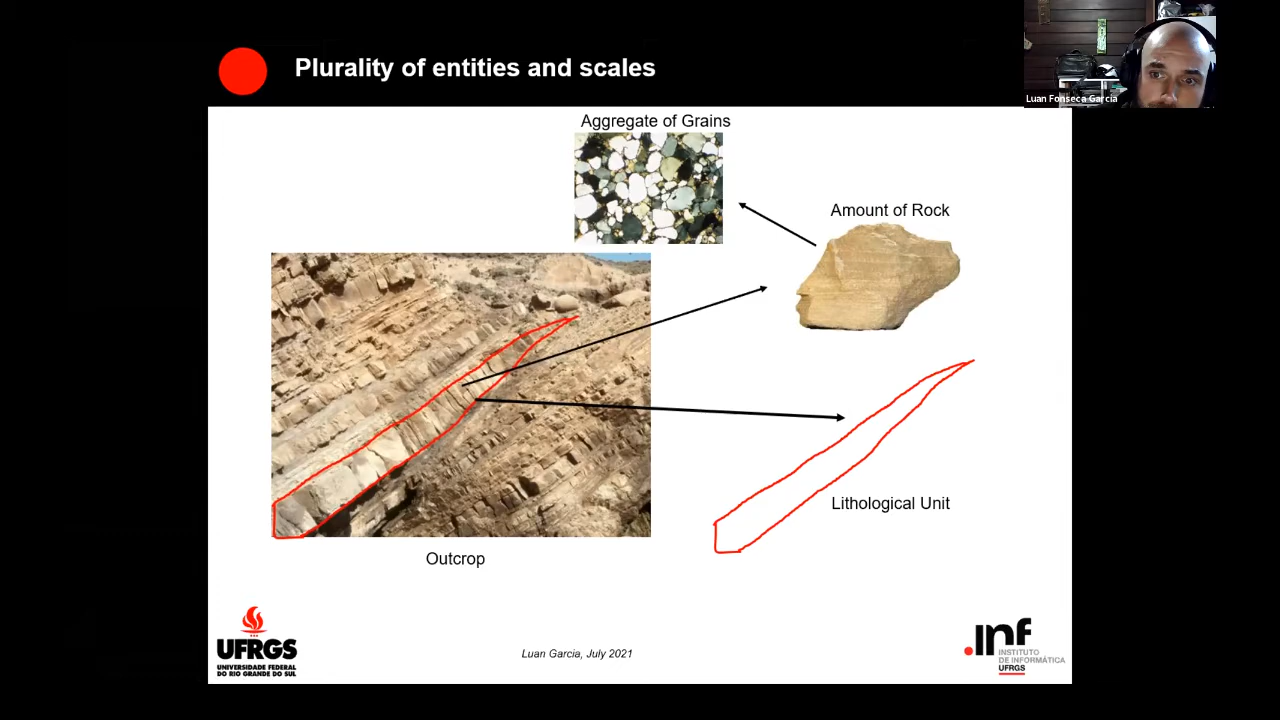 Plurality of entities and scales
Luan Fonseca Garcia
Aggregate of Grains
Amount of Rock
Lithological Unit
Outcrop
UFRGS
UNIVERSIDADE FEDERAL
DO RIO GRANDE DO SUL
Luan Garcia, July 2021
.inf
INSTITUTO
DE INFORMÁTICA
UFRGS